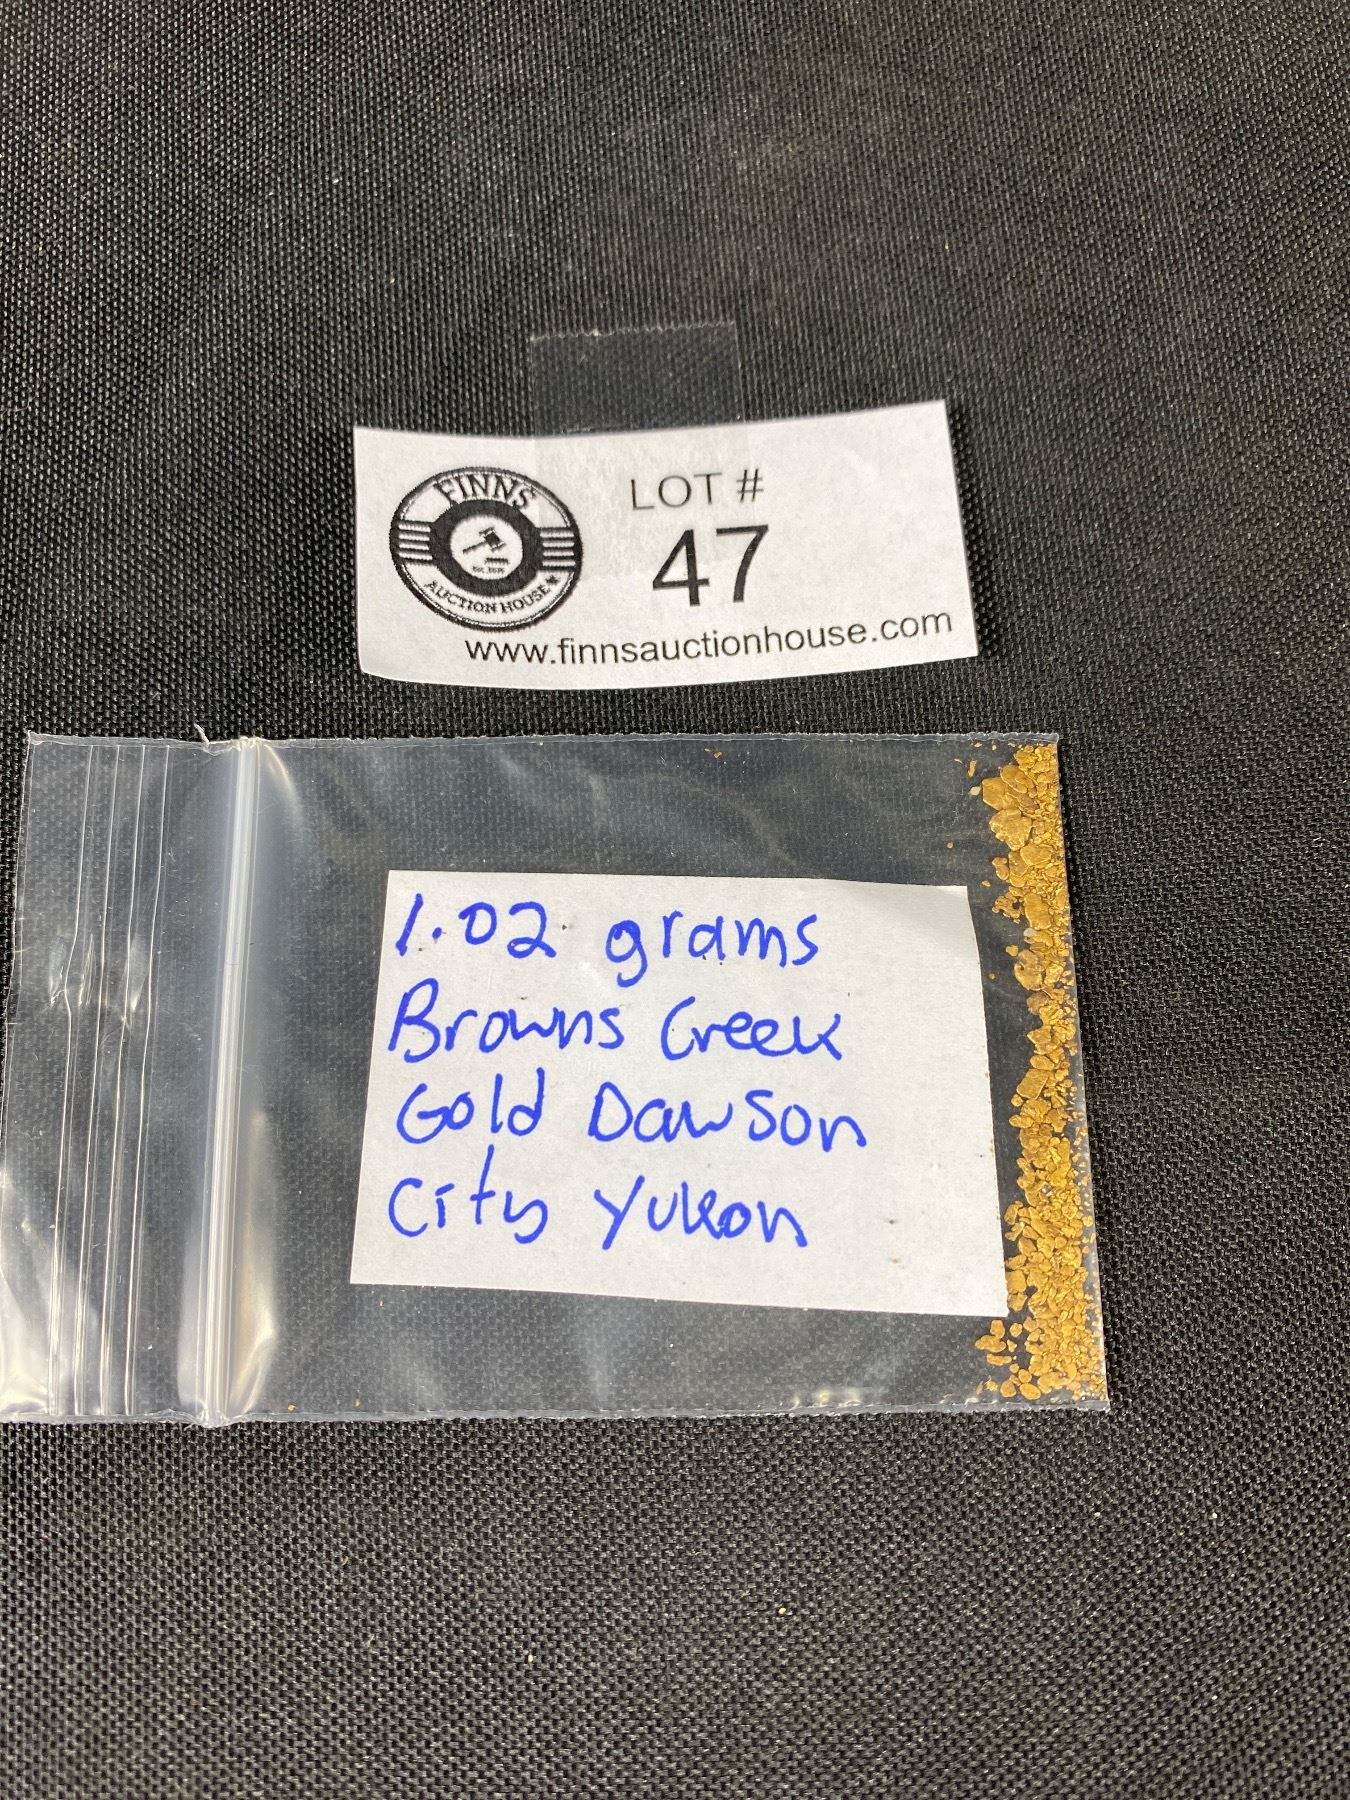 FINNS
AUCTION HOUSE
LOT #
47
www.finnsauctionhouse.com
1.02 grams
Browns Creek
Gold Dawson
City Yukon